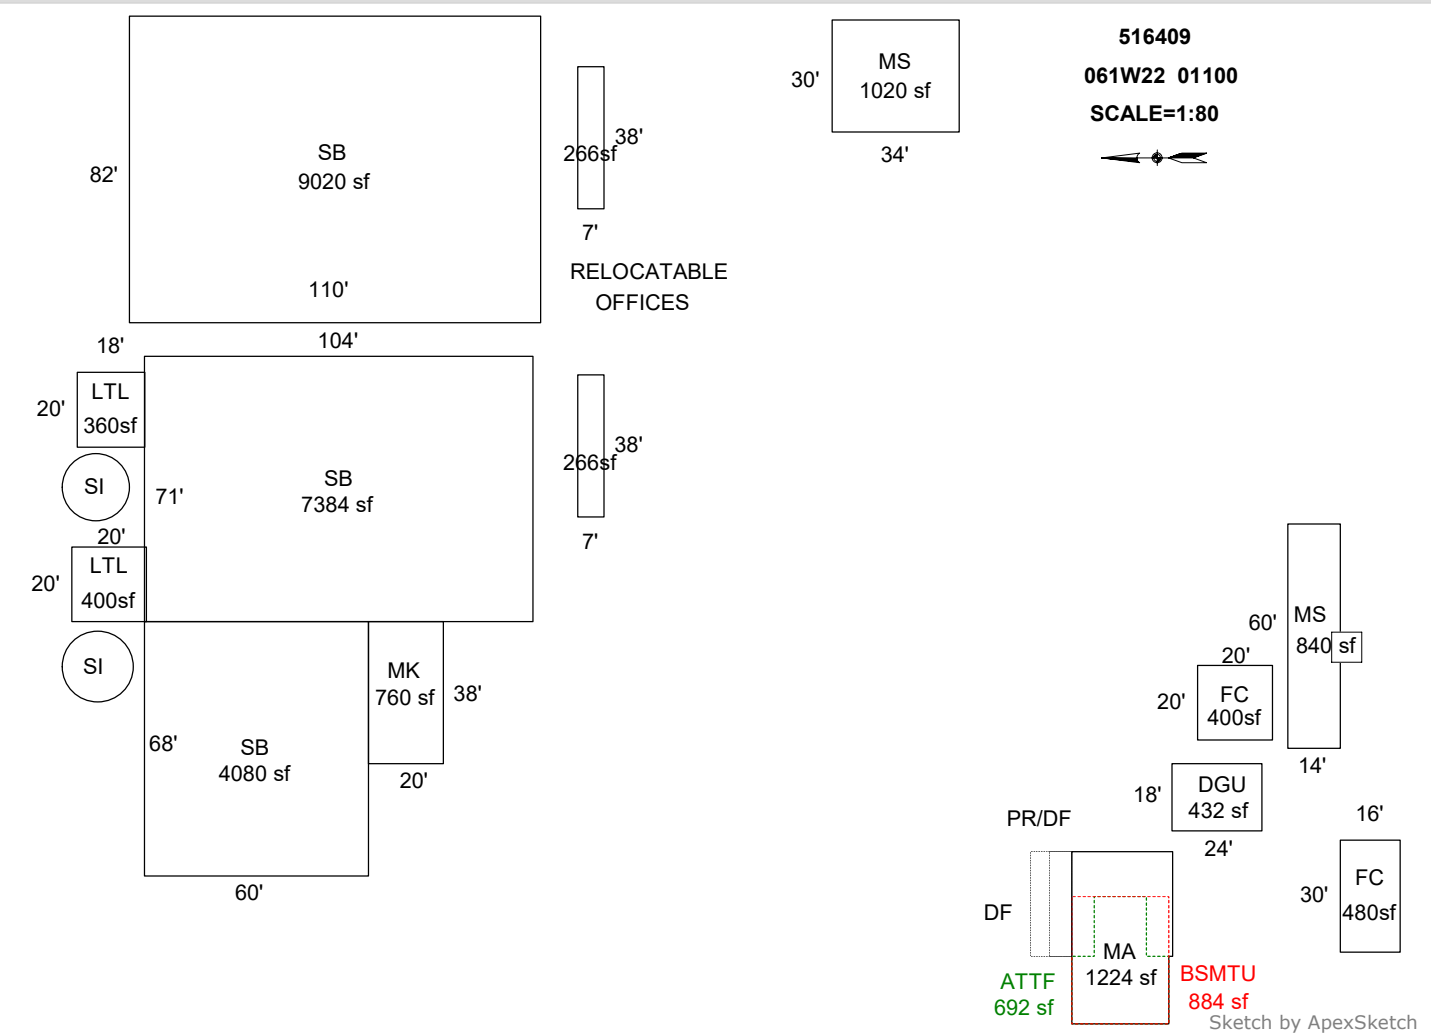 516409
061W22 01100
SCALE=1:80
MS
1020 sf
30'
34'
SB
9020 sf
82'
110'
266sf
38'
7'
RELOCATABLE
OFFICES
104'
18'
LTL
360sf
20'
SI
71'
SB
7384 sf
266sf
38'
7'
20'
LTL
400sf
20'
SI
MK
760 sf
38'
20'
68'
SB
4080 sf
60'
60'
MS
840 sf
14'
20'
FC
400sf
20'
DGU
432 sf
18'
24'
16'
FC
480sf
30'
PR/DF
DF
MA
1224 sf
ATTF
692 sf
BSMTU
884 sf
Sketch by ApexSketch